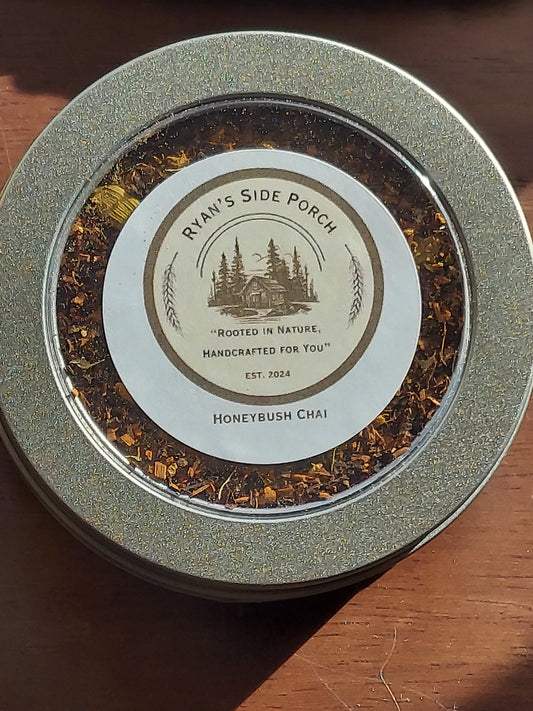 Ryan's Side Porch
"Rooted in Nature,
Handcrafted for You"
Est. 2024
Honeybush Chai